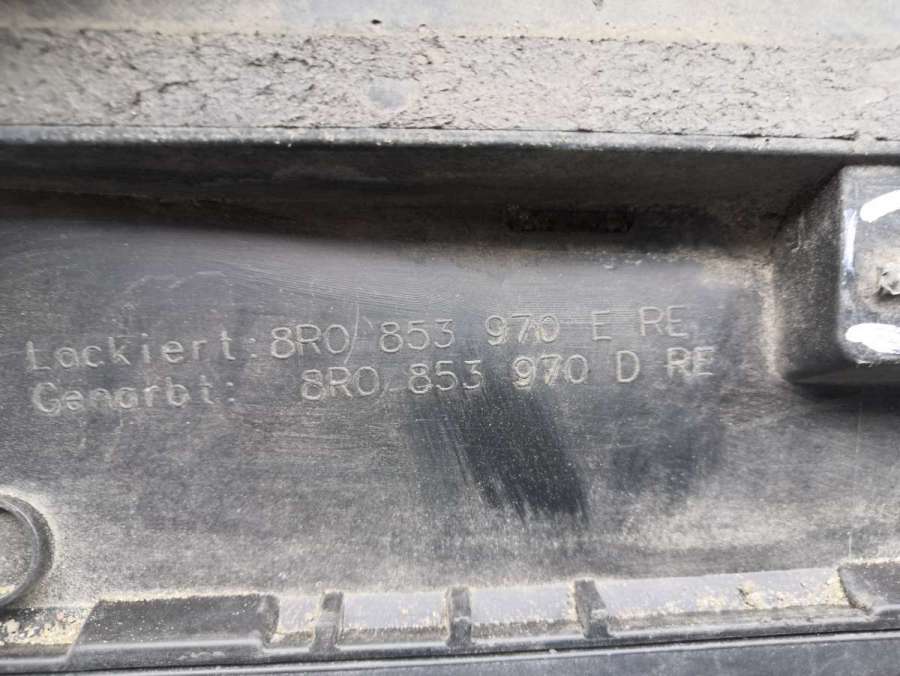 Lackiert: 8R0 853 970 E RE
Genarbt: 8R0 853 970 D RE